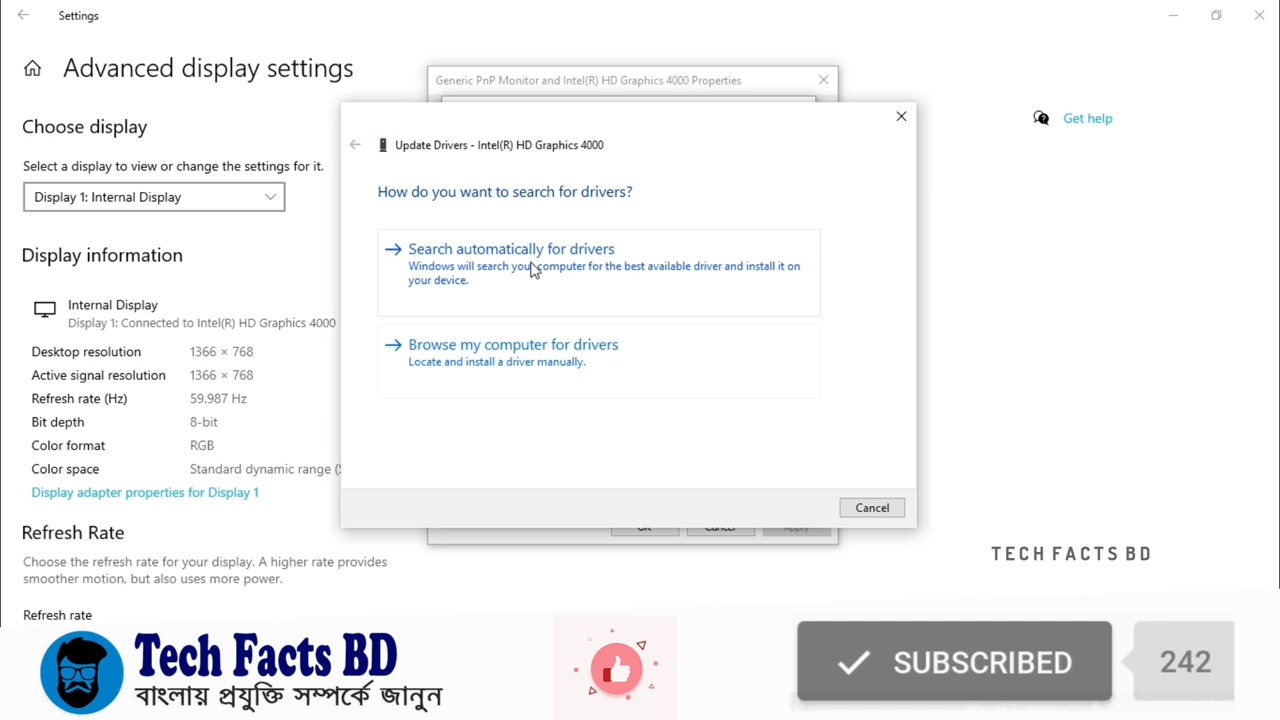 Settings
Advanced display settings
Choose display
Select a display to view or change the settings for it.
Display 1: Internal Display
Display information
Internal Display
Display 1: Connected to Intel(R) HD Graphics 4000
Desktop resolution 1366 × 768
Active signal resolution 1366 × 768
Refresh rate (Hz) 59.987 Hz
Bit depth 8-bit
Color format RGB
Color space Standard dynamic range
Display adapter properties for Display 1
Refresh Rate
Choose the refresh rate for your display. A higher rate provides
smoother motion, but also uses more power.
Refresh rate
Generic PnP Monitor and Intel(R) HD Graphics 4000 Properties
Update Drivers - Intel(R) HD Graphics 4000
How do you want to search for drivers?
Search automatically for drivers
Windows will search your computer for the best available driver and install it on
your device.
Browse my computer for drivers
Locate and install a driver manually.
Cancel
OK Cancel Apply
Get help
TECH FACTS BD
Tech Facts BD
বাংলায় প্রযুক্তি সম্পর্কে জানুন
SUBSCRIBED
242